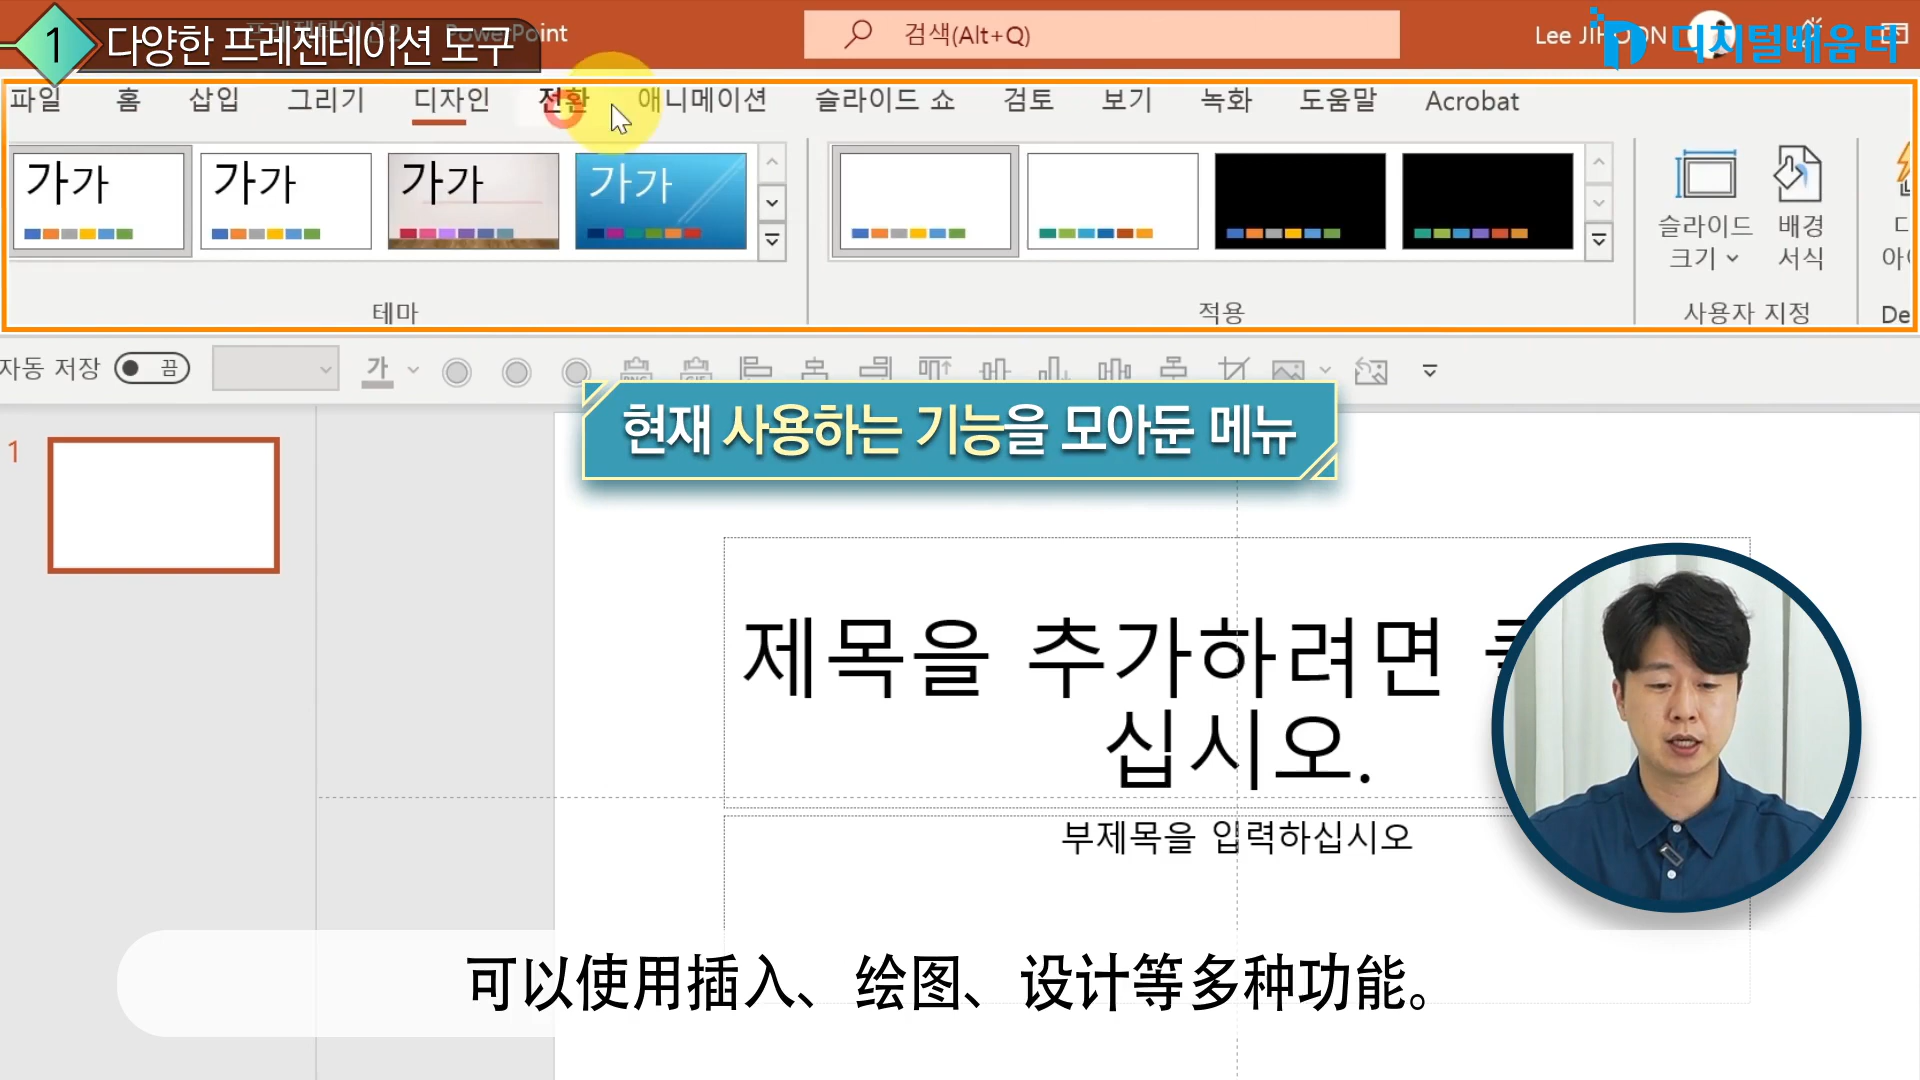 1 다양한 프레젠테이션 도구
PowerPoint
검색(Alt+Q)
디지털배움터
파일 홈 삽입 그리기 디자인 전환 애니메이션 슬라이드 쇼 검토 보기 녹화 도움말 Acrobat
가가 가가 가가 가가
슬라이드 크기
배경 서식
테마
적용
사용자 지정
자동 저장 끔
가
현재 사용하는 기능을 모아둔 메뉴
1
제목을 추가하려면
십시오.
부제목을 입력하십시오
可以使用插入、绘图、设计等多种功能。